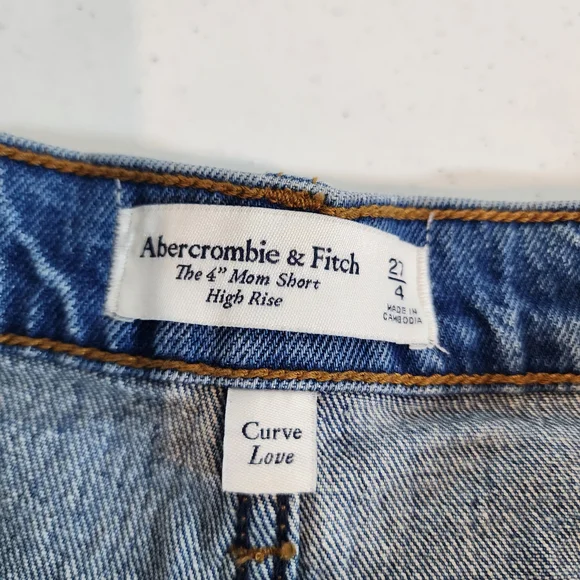 Abercrombie & Fitch
The 4" Mom Short
High Rise
27
4
MADE IN
CAMBODIA
Curve
Love